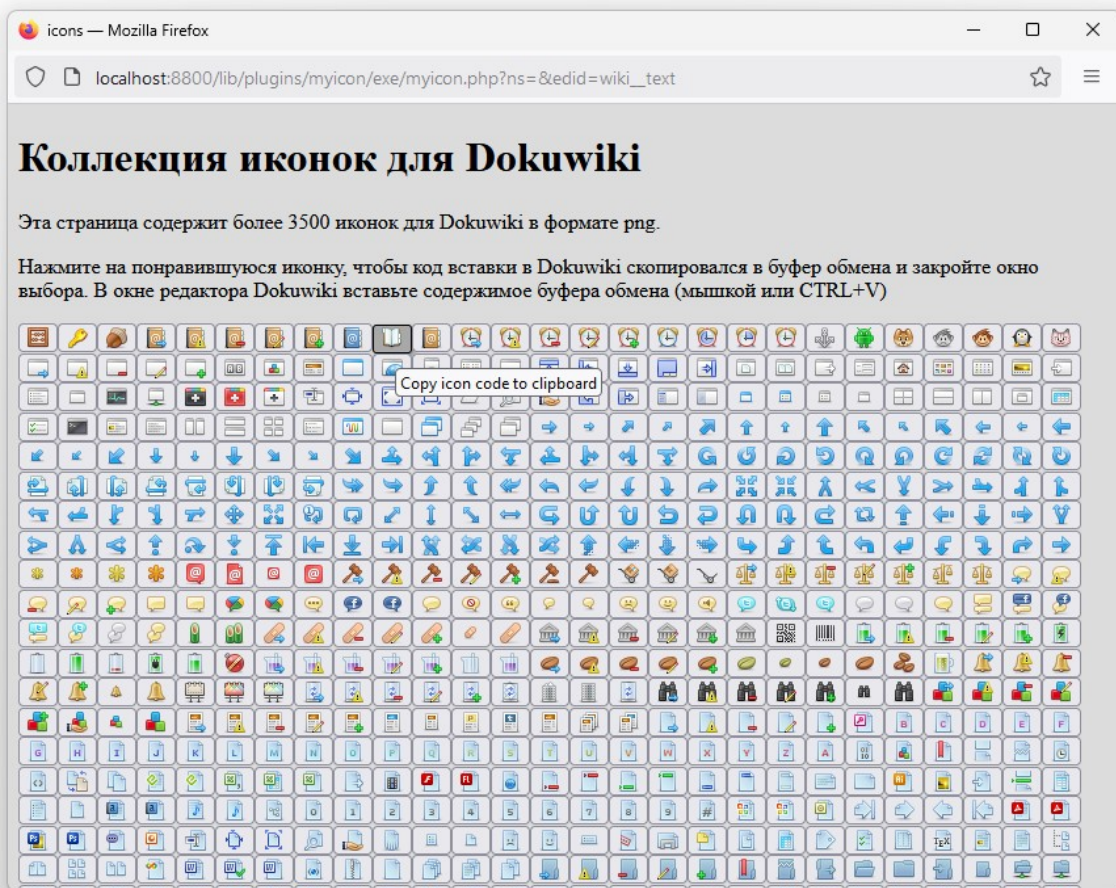 icons — Mozilla Firefox
localhost:8800/lib/plugins/myicon/exe/myicon.php?ns=&edid=wiki__text
Коллекция иконок для Dokuwiki
Эта страница содержит более 3500 иконок для Dokuwiki в формате png.
Нажмите на понравившуюся иконку, чтобы код вставки в Dokuwiki скопировался в буфер обмена и закройте окно
выбора. В окне редактора Dokuwiki вставьте содержимое буфера обмена (мышкой или CTRL+V)
Copy icon code to clipboard